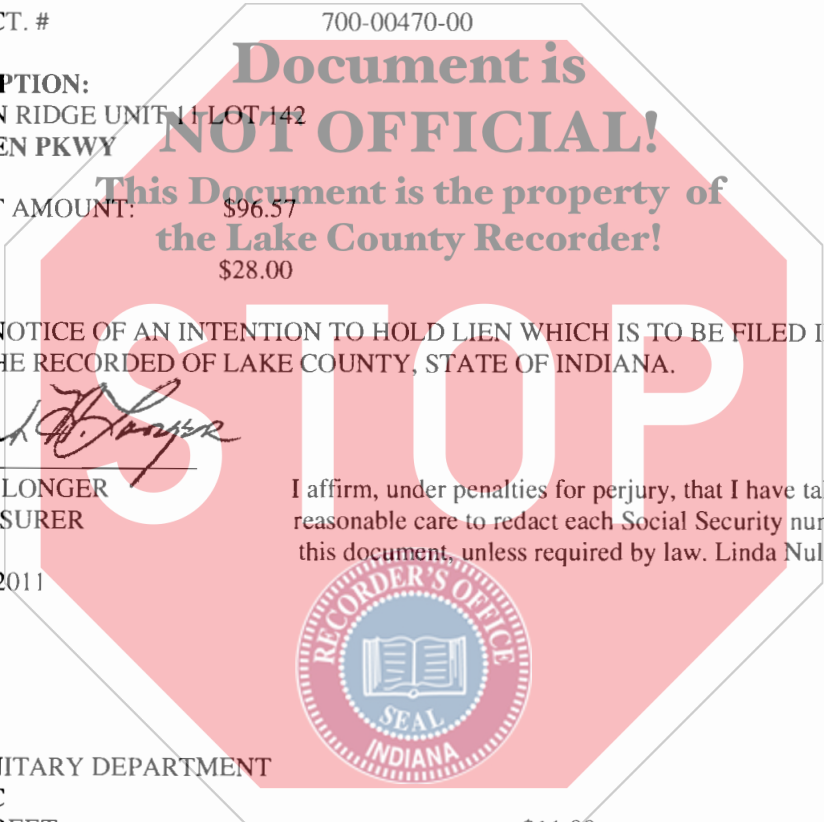 CT. # 700-00470-00
Document is
PTION:
N RIDGE UNIT 11 LOT 142
NOT OFFICIAL!
EN PKWY
This Document is the property of
T AMOUNT: $96.57
the Lake County Recorder!
$28.00
NOTICE OF AN INTENTION TO HOLD LIEN WHICH IS TO BE FILED I
HE RECORDED OF LAKE COUNTY, STATE OF INDIANA.
STOP
LONGER I affirm, under penalties for perjury, that I have ta
SURER reasonable care to redact each Social Security nu
this document, unless required by law. Linda Nul
2011
RECORDER'S OFFICE
SEAL
INDIANA
NITARY DEPARTMENT
C